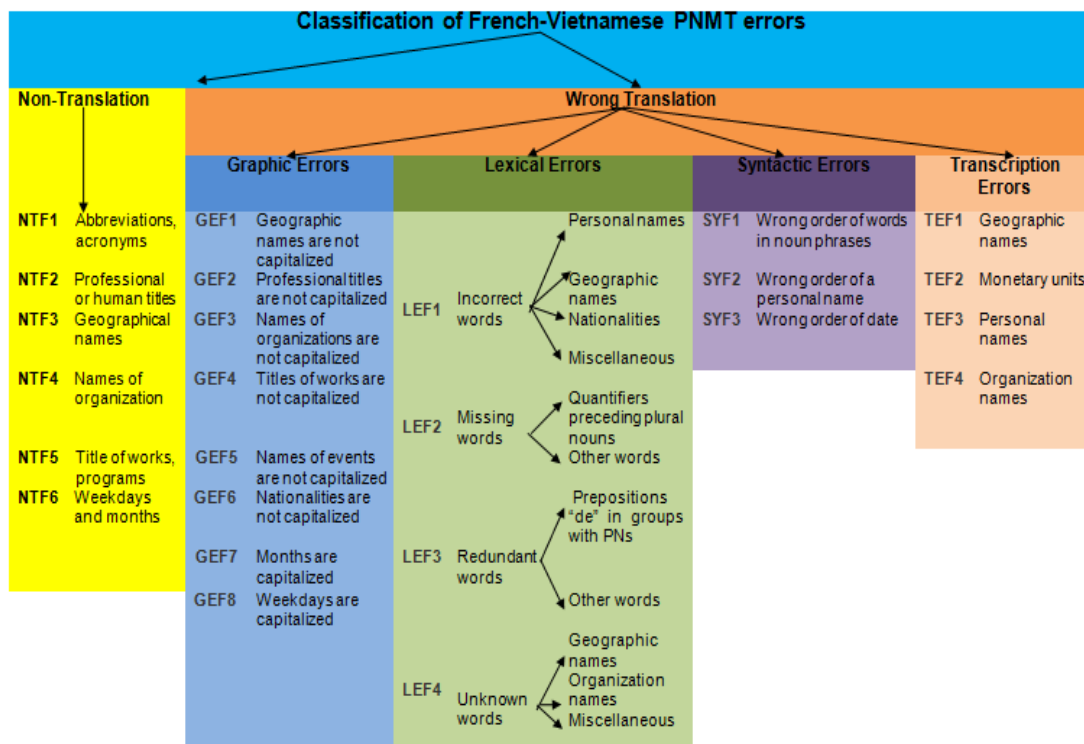 Classification of French-Vietnamese PNMT errors
Non-Translation
Wrong Translation
Graphic Errors
Lexical Errors
Syntactic Errors
Transcription
Errors
NTF1 Abbreviations,
acronyms
NTF2 Professional
or human titles
NTF3 Geographical
names
NTF4 Names of
organization
NTF5 Title of works,
programs
NTF6 Weekdays
and months
GEF1 Geographic
names are not
capitalized
GEF2 Professional titles
are not capitalized
GEF3 Names of
organizations are
not capitalized
GEF4 Titles of works are
not capitalized
GEF5 Names of events
are not capitalized
GEF6 Nationalities are
not capitalized
GEF7 Months are
capitalized
GEF8 Weekdays are
capitalized
LEF1 Incorrect
words
Personal names
Geographic
names
Nationalities
Miscellaneous
LEF2 Missing
words
Quantifiers
preceding plural
nouns
Other words
LEF3 Redundant
words
Prepositions
“de” in groups
with PNs
Other words
LEF4 Unknown
words
Geographic
names
Organization
names
Miscellaneous
SYF1 Wrong order of words
in noun phrases
SYF2 Wrong order of a
personal name
SYF3 Wrong order of date
TEF1 Geographic
names
TEF2 Monetary units
TEF3 Personal
names
TEF4 Organization
names